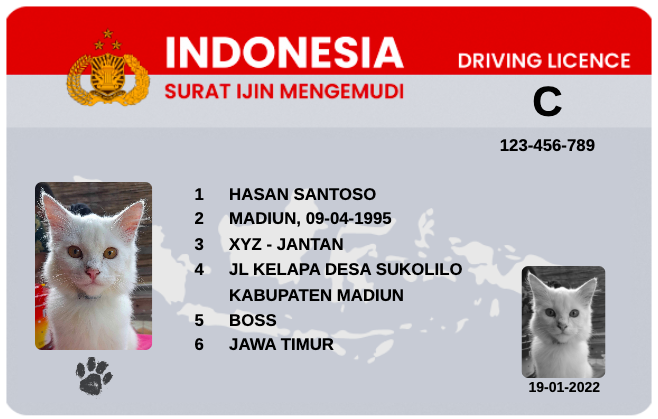 INDONESIA
SURAT IJIN MENGEMUDI
DRIVING LICENCE
C
123-456-789
1 HASAN SANTOSO
2 MADIUN, 09-04-1995
3 XYZ - JANTAN
4 JL KELAPA DESA SUKOLILO
KABUPATEN MADIUN
5 BOSS
6 JAWA TIMUR
19-01-2022